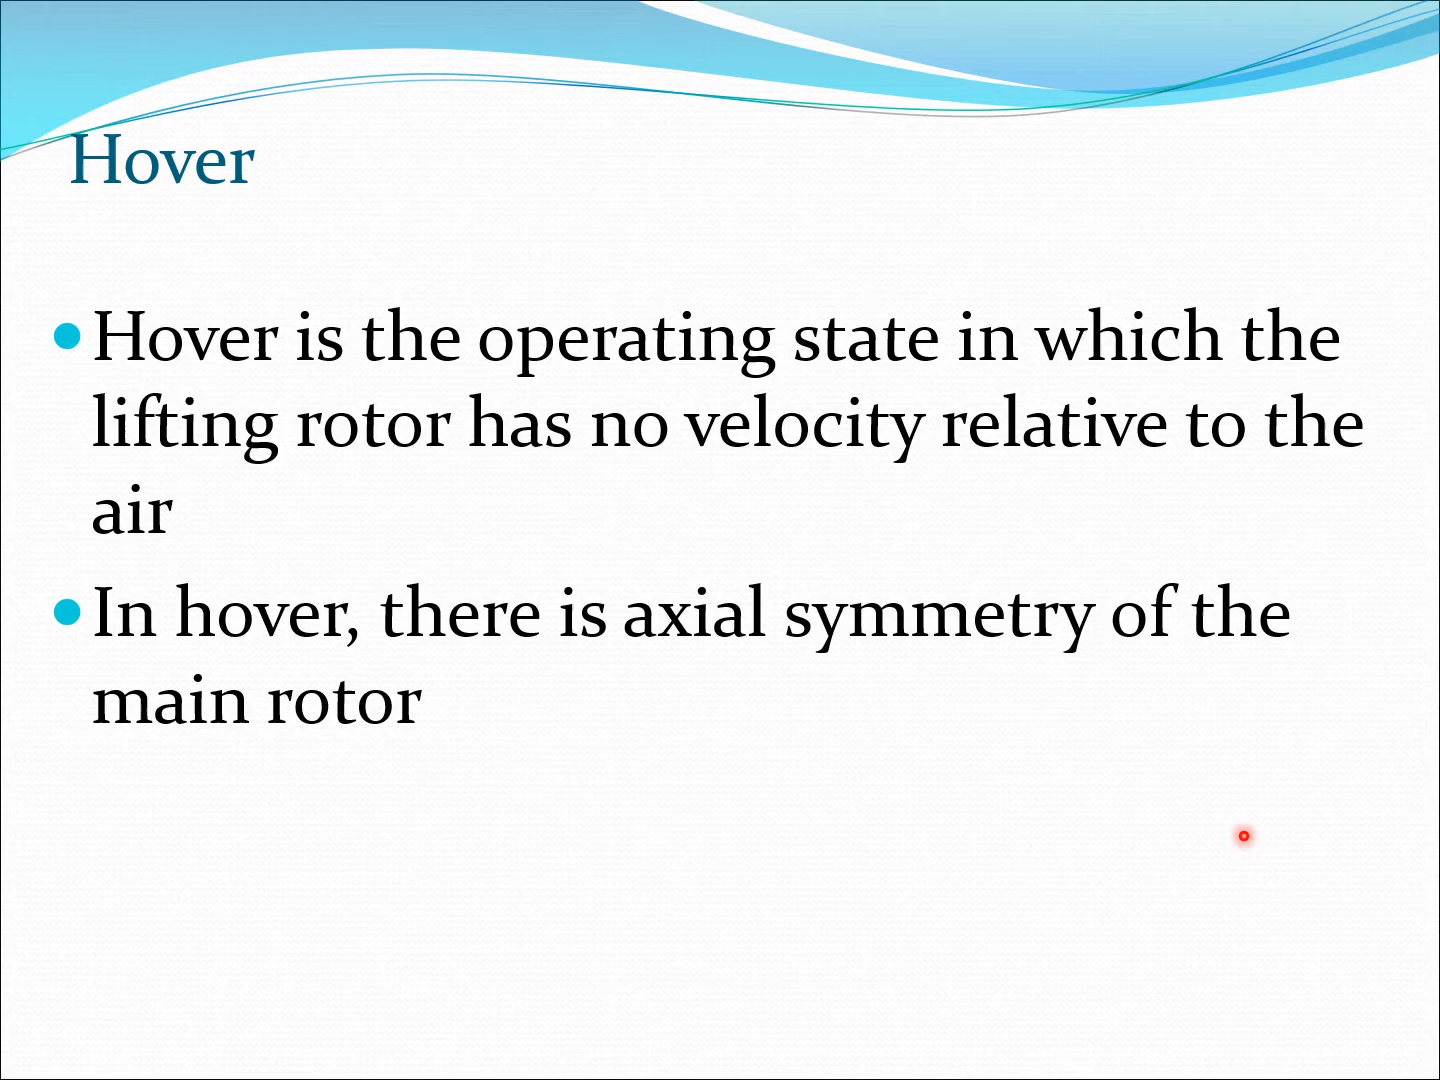 Hover
Hover is the operating state in which the
lifting rotor has no velocity relative to the
air
In hover, there is axial symmetry of the
main rotor